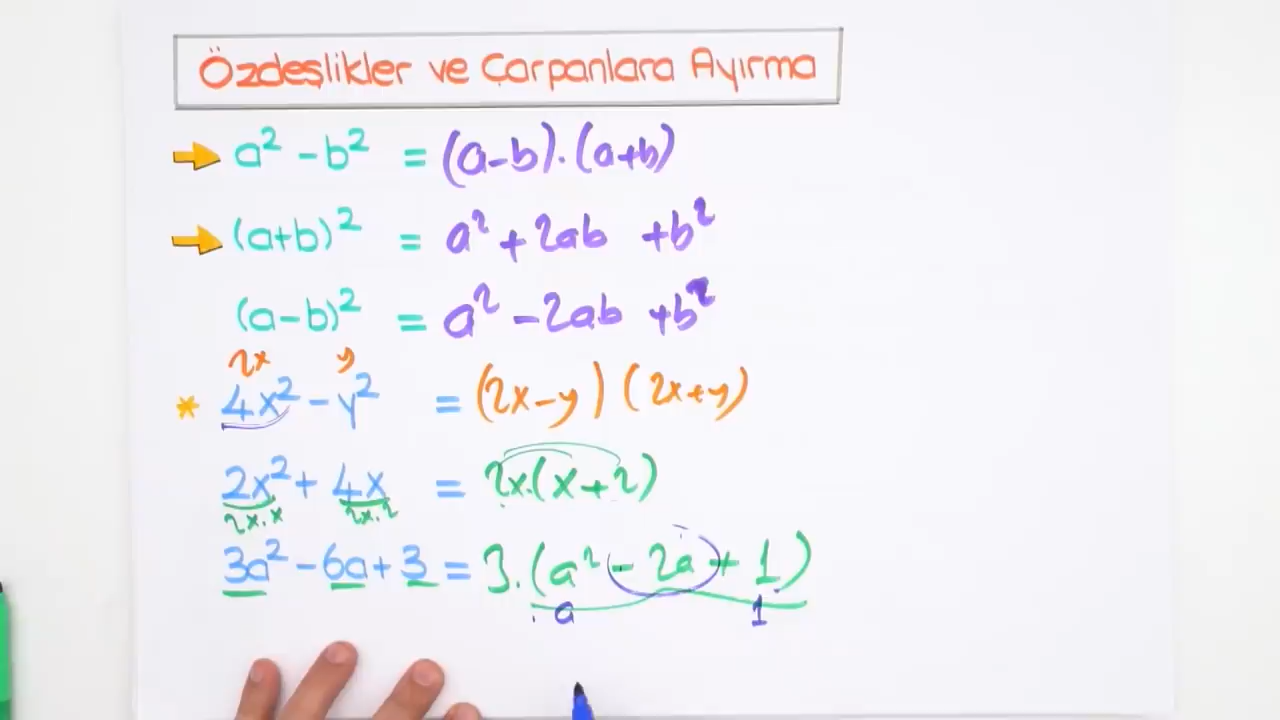 Özdeşlikler ve Çarpanlara Ayırma
a² - b² = (a-b).(a+b)
(a+b)² = a² + 2ab + b²
(a-b)² = a² - 2ab + b²
2x y
* 4x² - y² = (2x-y) (2x+y)
2x² + 4x = 2x.(x+2)
2x.x 2x.2
3a² - 6a + 3 = 3.(a² - 2a + 1)
a 1